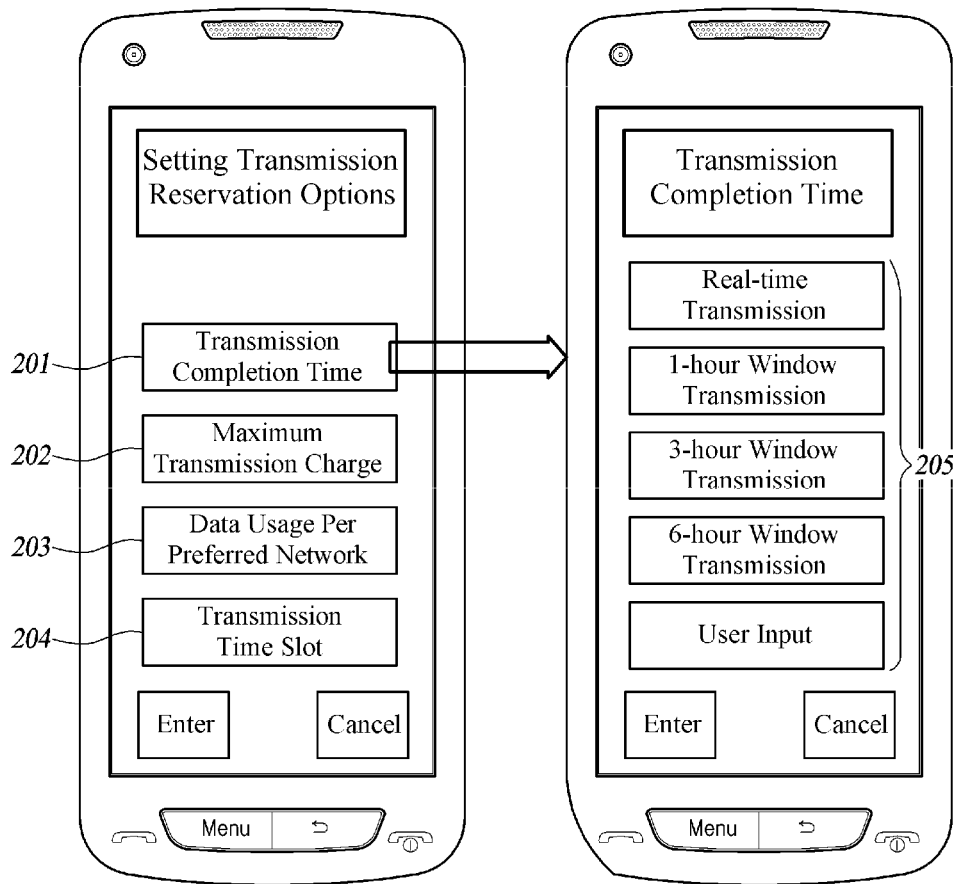 Setting Transmission
Reservation Options
201
Transmission
Completion Time
202
Maximum
Transmission Charge
203
Data Usage Per
Preferred Network
204
Transmission
Time Slot
Enter
Cancel
Menu
Transmission
Completion Time
Real-time
Transmission
1-hour Window
Transmission
3-hour Window
Transmission
205
6-hour Window
Transmission
User Input
Enter
Cancel
Menu